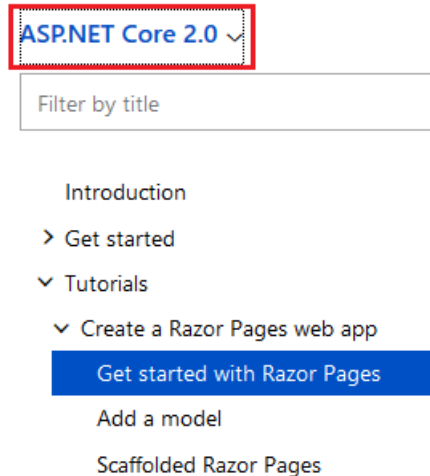 ASP.NET Core 2.0
Filter by title
Introduction
Get started
Tutorials
Create a Razor Pages web app
Get started with Razor Pages
Add a model
Scaffolded Razor Pages